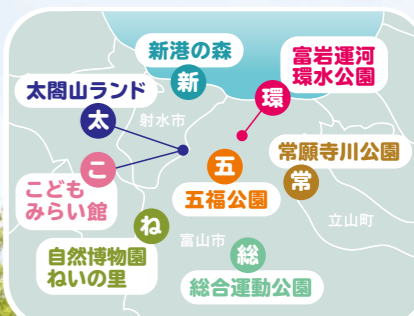 新港の森
新
富岩運河
環水公園
環
太閤山ランド
太
射水市
こ
こども
みらい館
五
五福公園
常願寺川公園
常
立山町
ね
自然博物園
ねいの里
富山市
総
総合運動公園